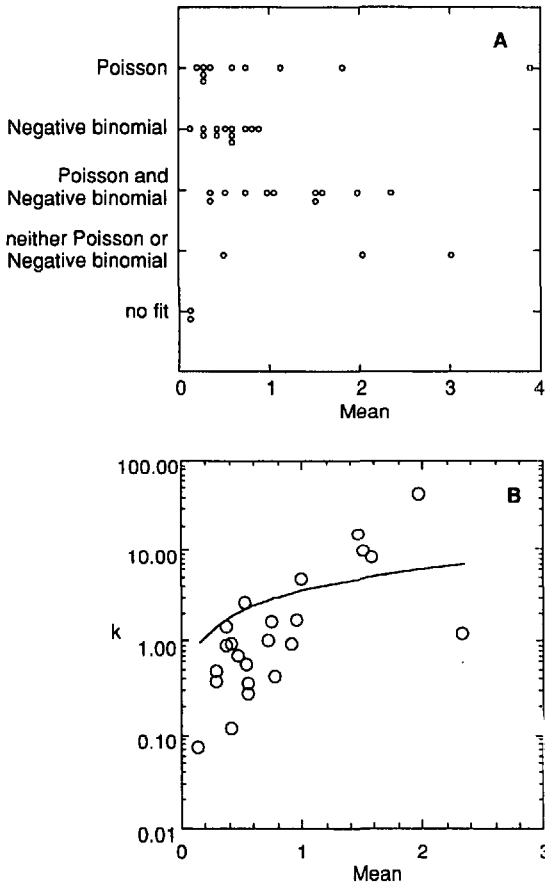 A
Poisson
Negative binomial
Poisson and
Negative binomial
neither Poisson or
Negative binomial
no fit
0 1 2 3 4
Mean
B
100.00
10.00
k
1.00
0.10
0.01
0 1 2 3
Mean